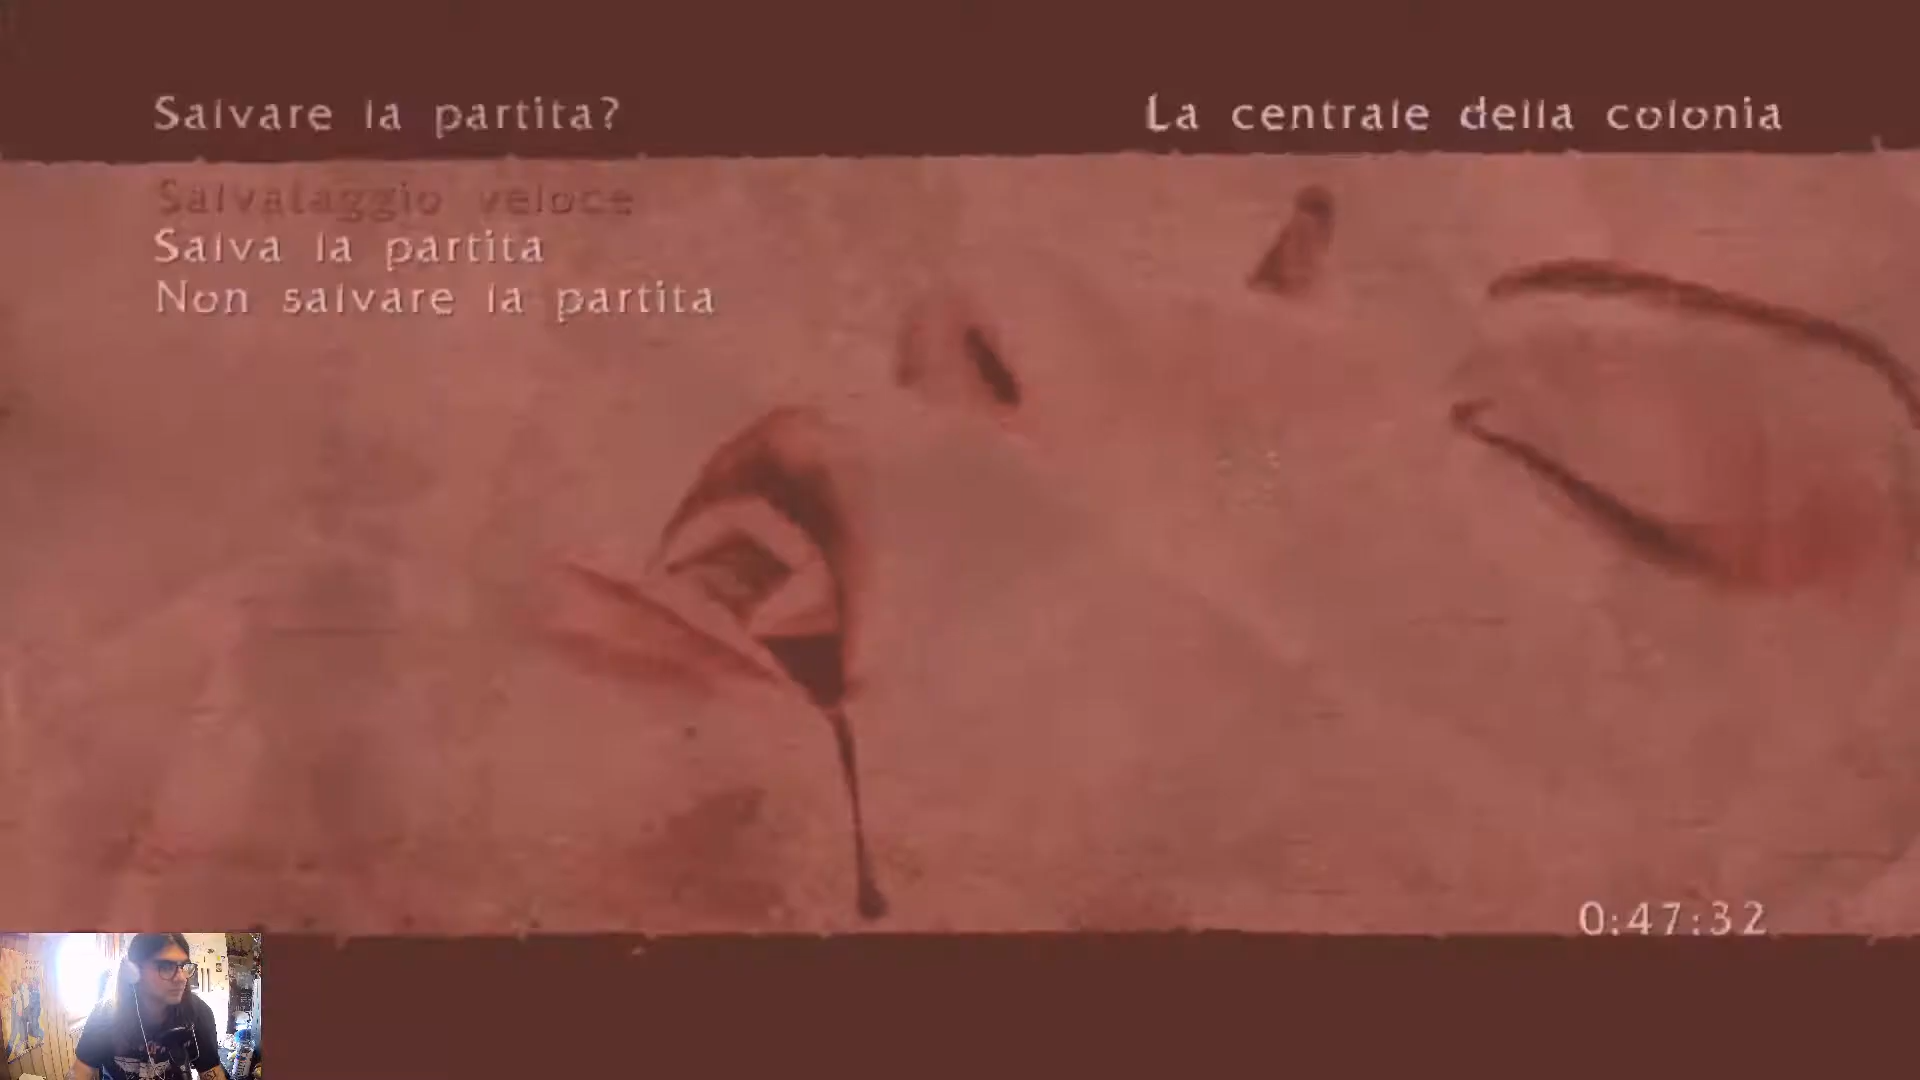 Salvare la partita?
La centrale della colonia
Salvataggio veloce
Salva la partita
Non salvare la partita
0:47:32